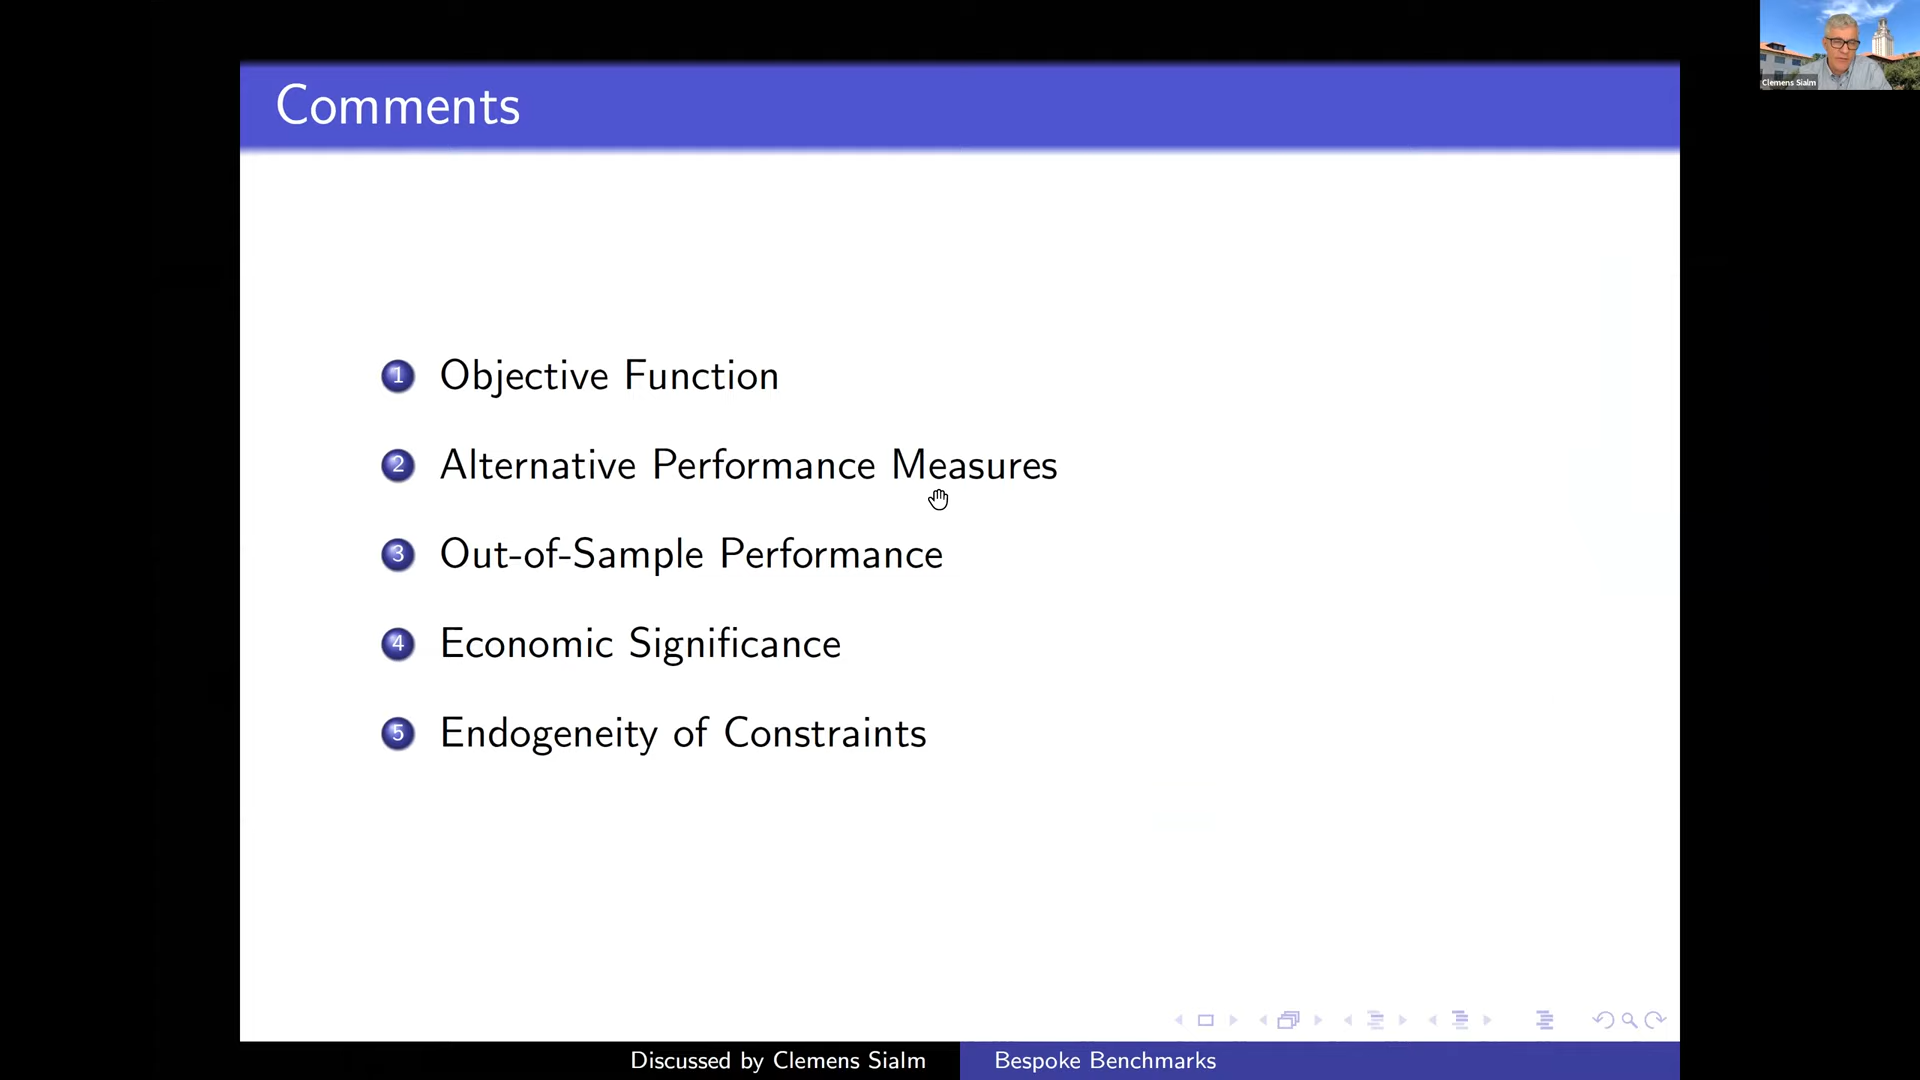 Comments
Clemens Sialm
1 Objective Function
2 Alternative Performance Measures
3 Out-of-Sample Performance
4 Economic Significance
5 Endogeneity of Constraints
Discussed by Clemens Sialm
Bespoke Benchmarks